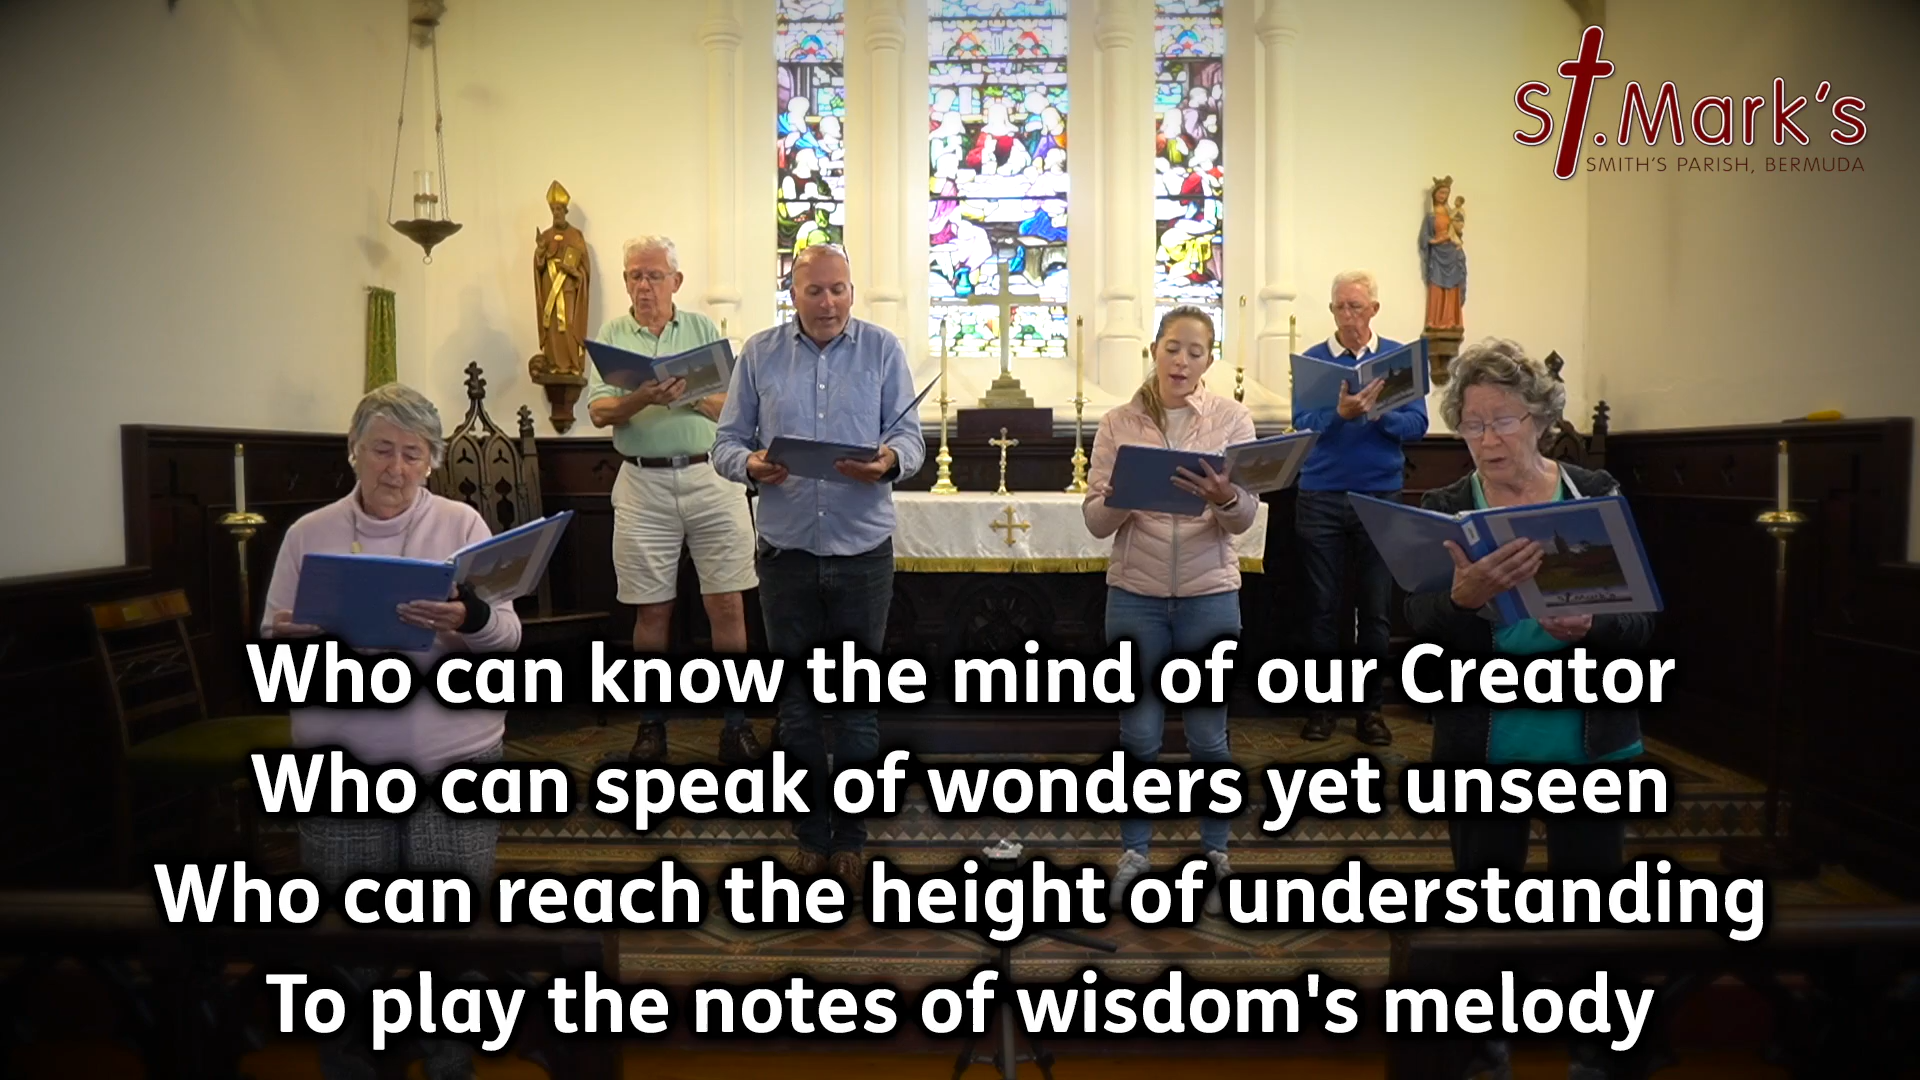 St. Mark's
SMITH'S PARISH, BERMUDA
Who can know the mind of our Creator
Who can speak of wonders yet unseen
Who can reach the height of understanding
To play the notes of wisdom's melody